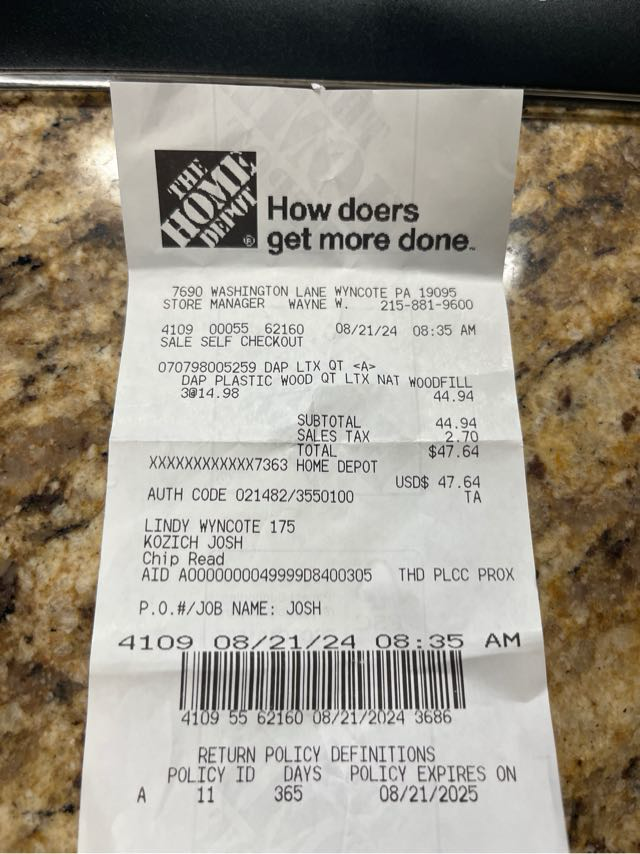 THE
HOME
DEPOT
®
How doers
get more done™
7690 WASHINGTON LANE WYNCOTE PA 19095
STORE MANAGER WAYNE W. 215-881-9600
4109 00055 62160 08/21/24 08:35 AM
SALE SELF CHECKOUT
070798005259 DAP LTX QT <A>
DAP PLASTIC WOOD QT LTX NAT WOODFILL
3@14.98 44.94
SUBTOTAL 44.94
SALES TAX 2.70
TOTAL $47.64
XXXXXXXXXXXX7363 HOME DEPOT
USD$ 47.64
AUTH CODE 021482/3550100 TA
LINDY WYNCOTE 175
KOZICH JOSH
Chip Read
AID A0000000049999D8400305 THD PLCC PROX
P.O.#/JOB NAME: JOSH
4109 08/21/24 08:35 AM
4109 55 62160 08/21/2024 3686
RETURN POLICY DEFINITIONS
POLICY ID DAYS POLICY EXPIRES ON
A 11 365 08/21/2025